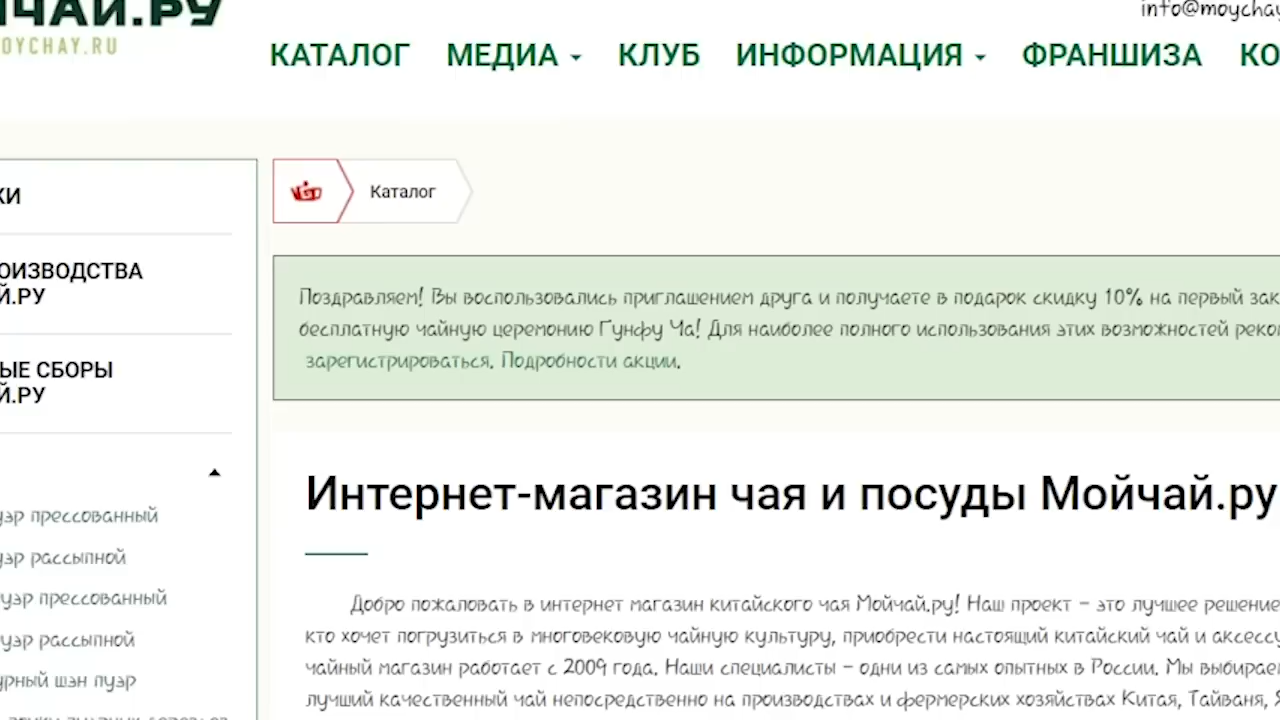 ЧАЙ.РУ
info@moychay
OYCHAY.RU
КАТАЛОГ МЕДИА КЛУБ ИНФОРМАЦИЯ ФРАНШИЗА КО
КИ
Каталог
ОИЗВОДСТВА
Й.РУ
Поздравляем! Вы воспользовались приглашением друга и получаете в подарок скидку 10% на первый зак
бесплатную чайную церемонию Гунфу Ча! Для наиболее полного использования этих возможностей реко
зарегистрироваться. Подробности акции.
ЫЕ СБОРЫ
Й.РУ
Интернет-магазин чая и посуды Мойчай.ру
уэр прессованный
уэр рассыпной
уэр прессованный
уэр рассыпной
урный шэн пуэр
Добро пожаловать в интернет магазин китайского чая Мойчай.ру! Наш проект – это лучшее решение
кто хочет погрузиться в многовековую чайную культуру, приобрести настоящий китайский чай и аксессу
чайный магазин работает с 2009 года. Наши специалисты – одни из самых опытных в России. Мы выбирае
лучший качественный чай непосредственно на производствах и фермерских хозяйствах Китая, Тайваня, Я